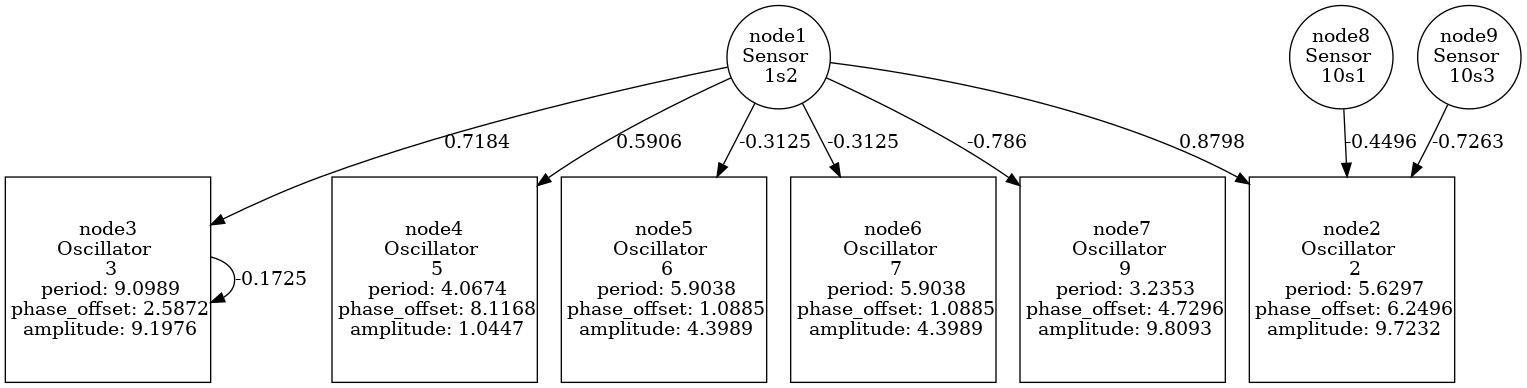 node1
Sensor
1s2
node8
Sensor
10s1
node9
Sensor
10s3
0.7184
0.5906
-0.3125
-0.3125
-0.786
0.8798
-0.4496
-0.7263
node3
Oscillator
3
period: 9.0989
phase_offset: 2.5872
amplitude: 9.1976
-0.1725
node4
Oscillator
5
period: 4.0674
phase_offset: 8.1168
amplitude: 1.0447
node5
Oscillator
6
period: 5.9038
phase_offset: 1.0885
amplitude: 4.3989
node6
Oscillator
7
period: 5.9038
phase_offset: 1.0885
amplitude: 4.3989
node7
Oscillator
9
period: 3.2353
phase_offset: 4.7296
amplitude: 9.8093
node2
Oscillator
2
period: 5.6297
phase_offset: 6.2496
amplitude: 9.7232